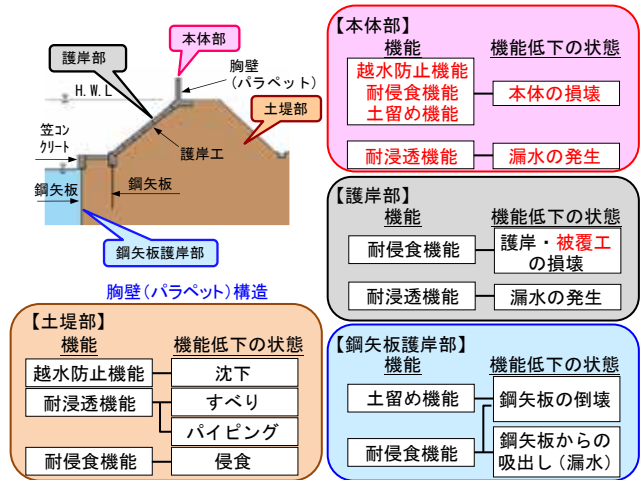 本体部
護岸部
胸壁
(パラペット)
H.W.L
土堤部
笠コン
クリート
護岸工
鋼矢板
鋼矢板
鋼矢板護岸部
胸壁(パラペット)構造
【本体部】
機能
機能低下の状態
越水防止機能
耐侵食機能
土留め機能
本体の損壊
耐浸透機能
漏水の発生
【護岸部】
機能
機能低下の状態
耐侵食機能
護岸・被覆工
の損壊
耐浸透機能
漏水の発生
【土堤部】
機能
機能低下の状態
越水防止機能
沈下
耐浸透機能
すべり
パイピング
耐侵食機能
侵食
【鋼矢板護岸部】
機能
機能低下の状態
土留め機能
鋼矢板の倒壊
耐侵食機能
鋼矢板からの
吸出し(漏水)